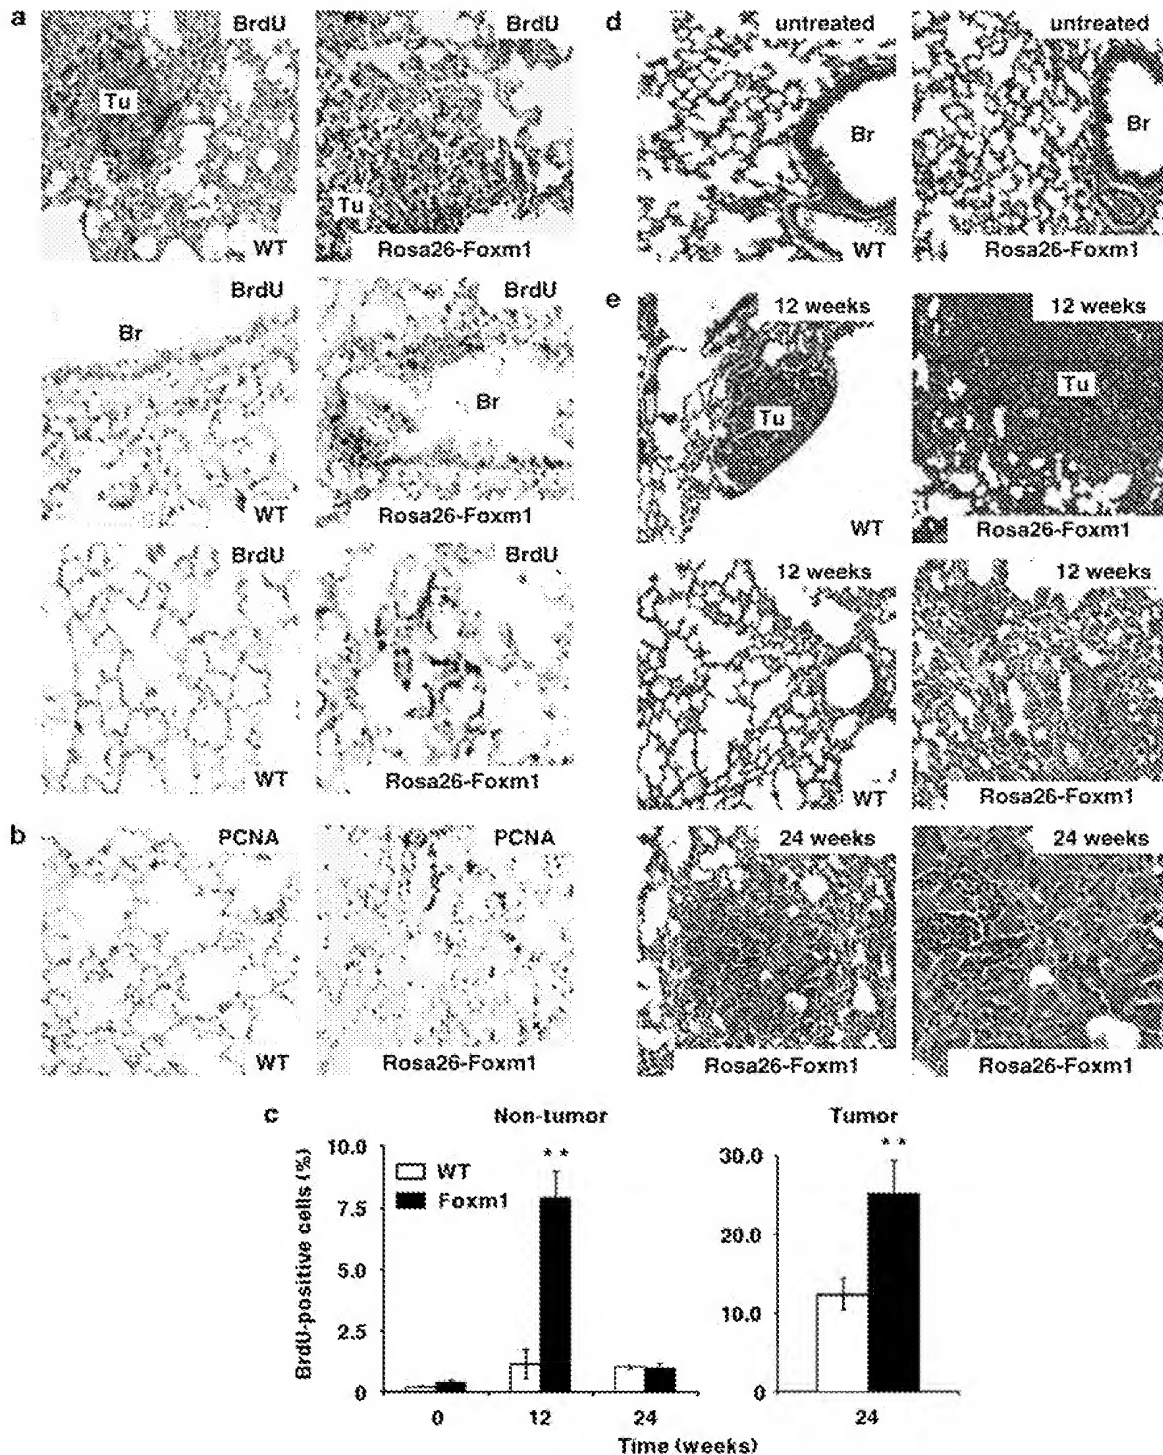 a
BrdU
Tu
WT
BrdU
Tu
Rosa26-Foxm1
BrdU
Br
WT
BrdU
Br
Rosa26-Foxm1
BrdU
WT
BrdU
Rosa26-Foxm1
b
PCNA
WT
PCNA
Rosa26-Foxm1
d
untreated
Br
WT
untreated
Br
Rosa26-Foxm1
e
12 weeks
Tu
WT
12 weeks
Tu
Rosa26-Foxm1
12 weeks
WT
12 weeks
Rosa26-Foxm1
24 weeks
Rosa26-Foxm1
24 weeks
Rosa26-Foxm1
c
Non-tumor
BrdU-positive cells (%)
10.0
7.5
5.0
2.5
0
WT
Foxm1
**
0
12
24
Tumor
30.0
20.0
10.0
0
**
24
Time (weeks)